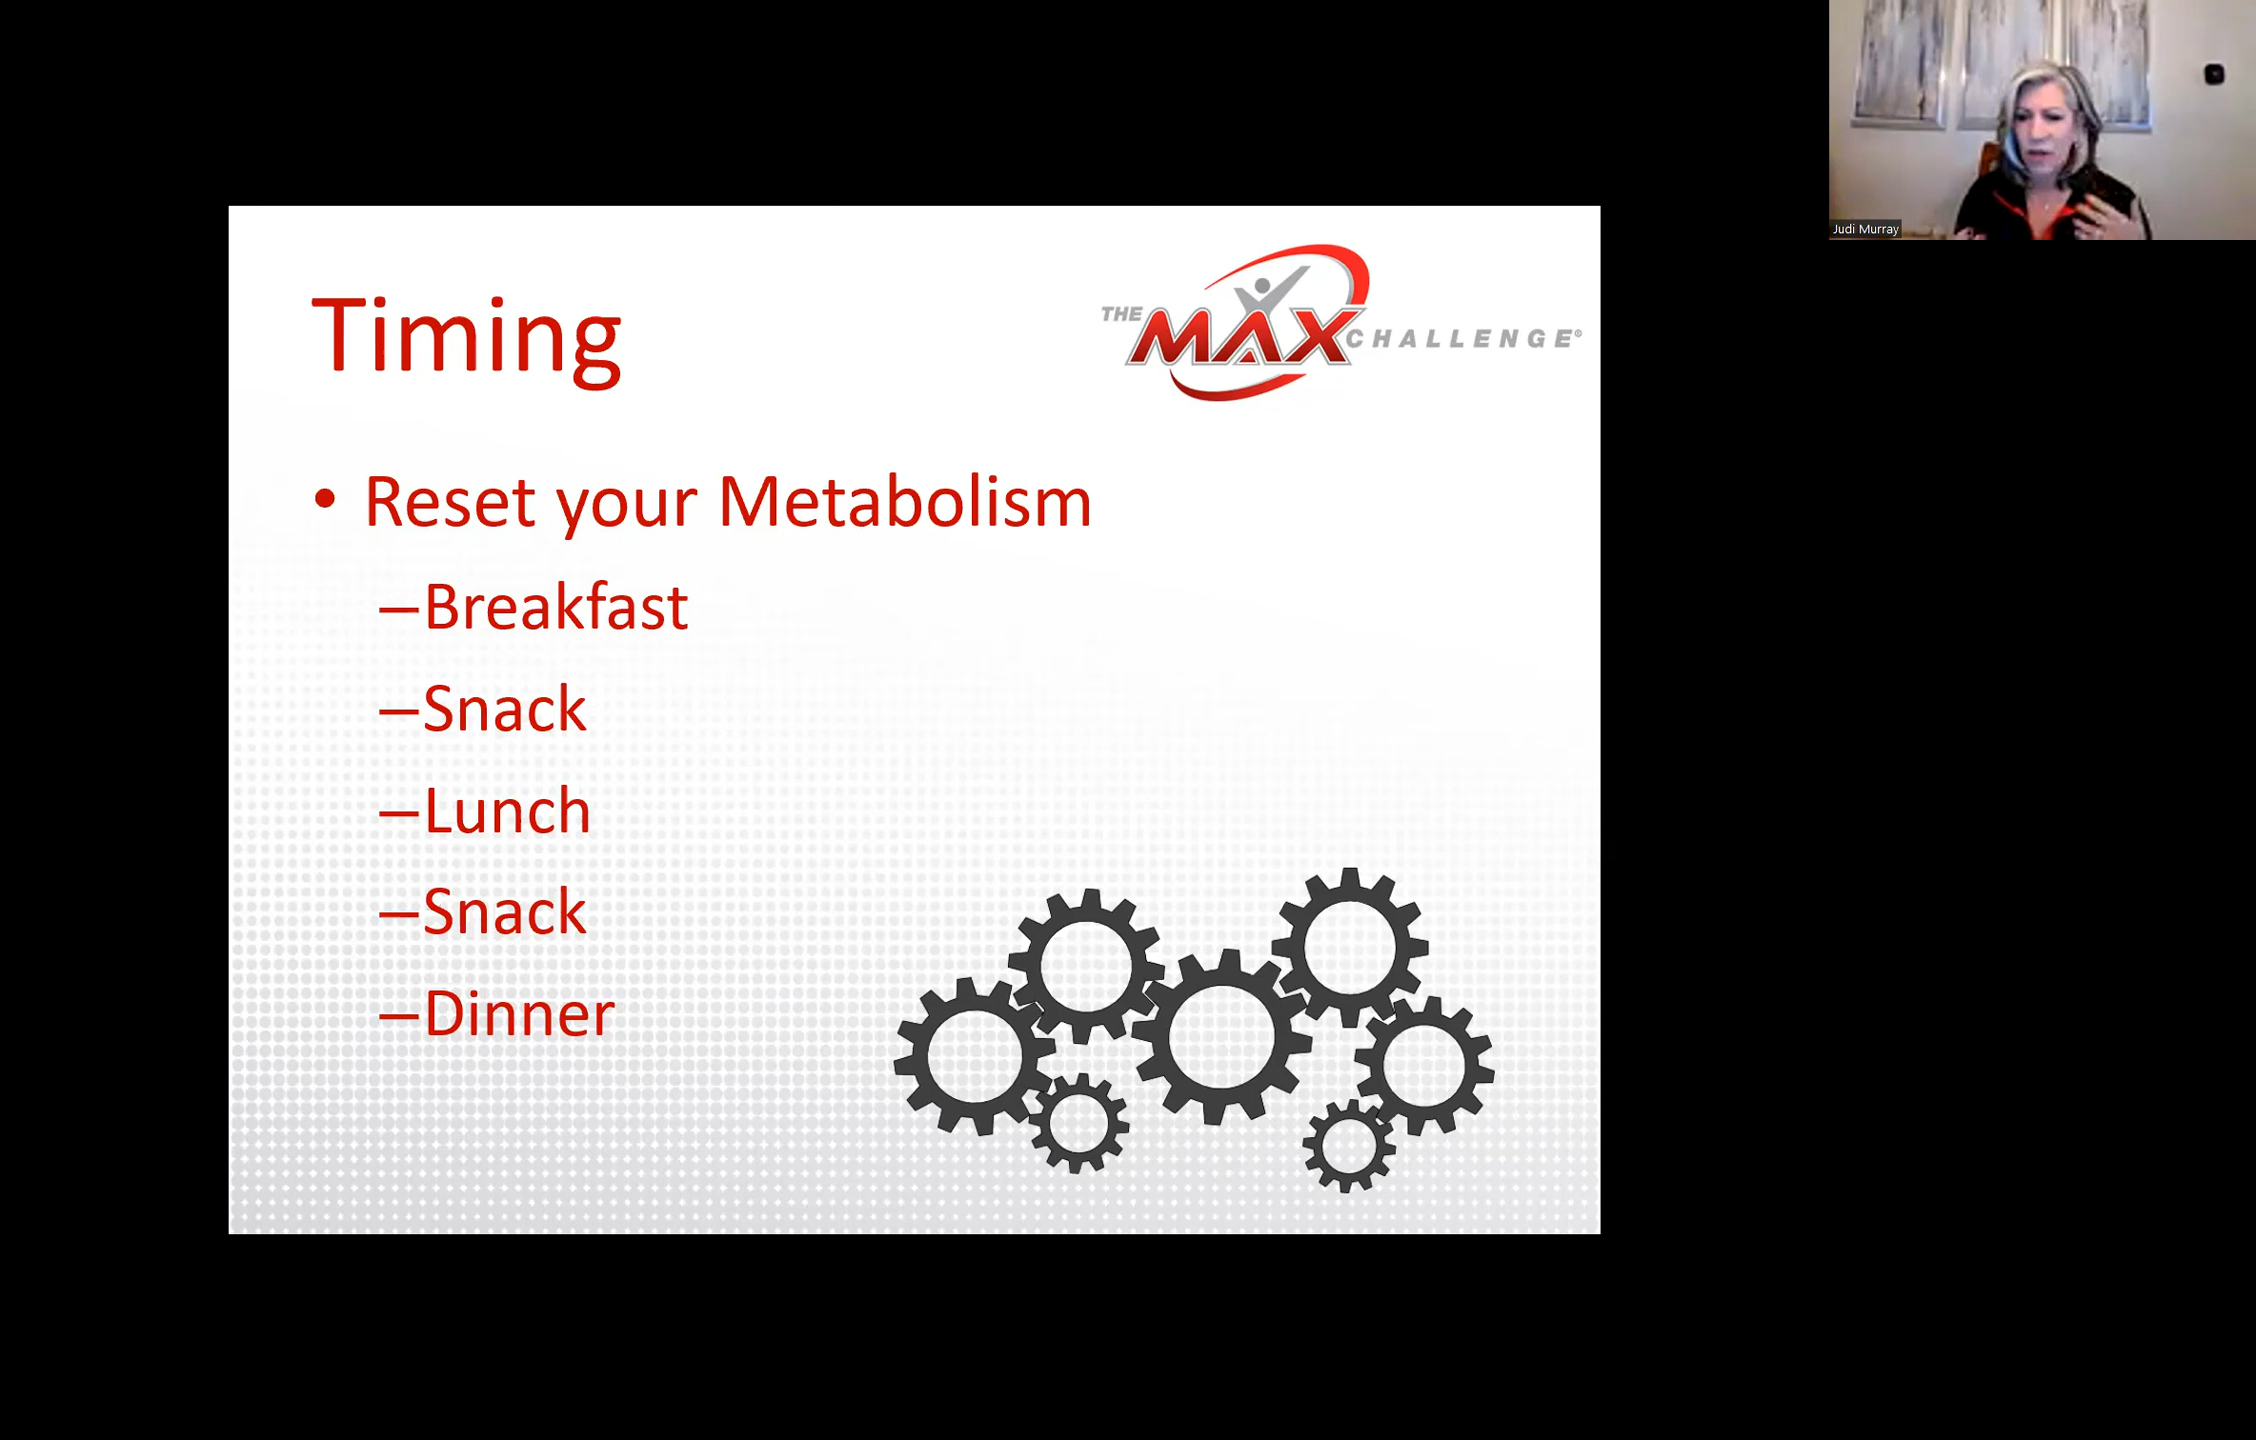 Judi Murray
Timing
THE MAX CHALLENGE®
• Reset your Metabolism
–Breakfast
–Snack
–Lunch
–Snack
–Dinner